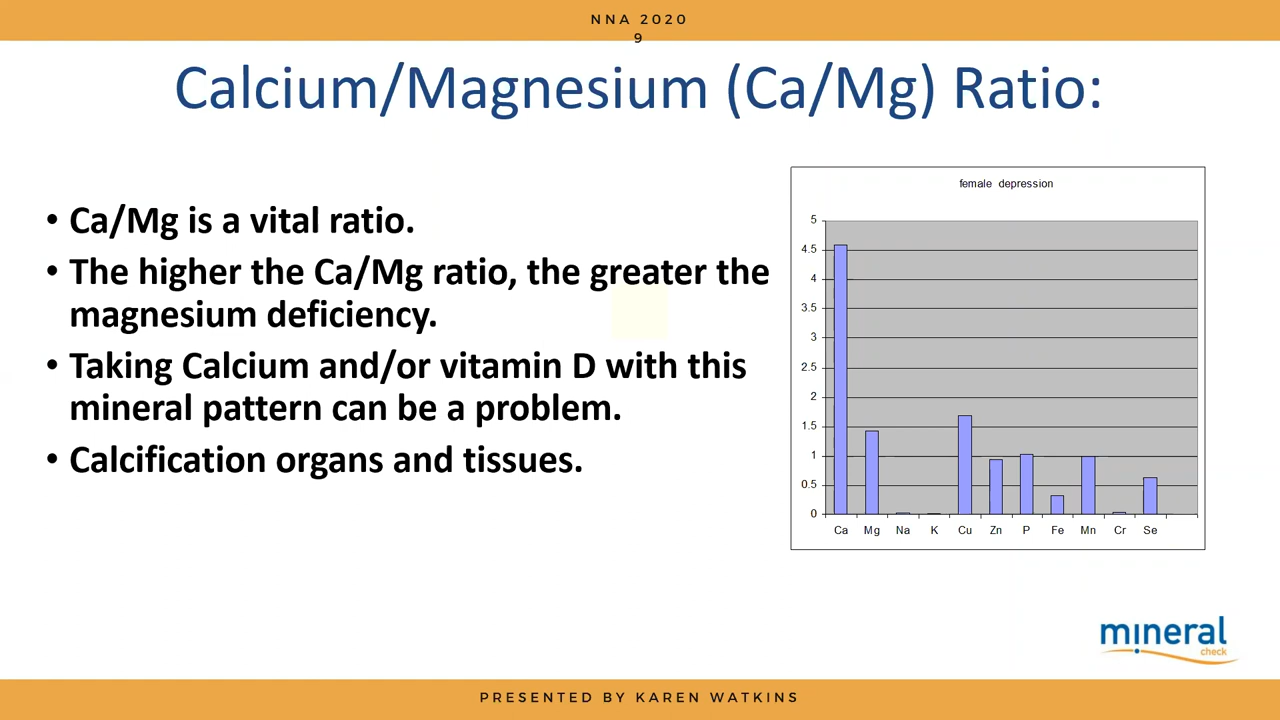 NNA 2020
9
Calcium/Magnesium (Ca/Mg) Ratio:
• Ca/Mg is a vital ratio.
• The higher the Ca/Mg ratio, the greater the
magnesium deficiency.
• Taking Calcium and/or vitamin D with this
mineral pattern can be a problem.
• Calcification organs and tissues.
female depression
5
4.5
4
3.5
3
2.5
2
1.5
1
0.5
0
Ca Mg Na K Cu Zn P Fe Mn Cr Se
mineral
check
PRESENTED BY KAREN WATKINS